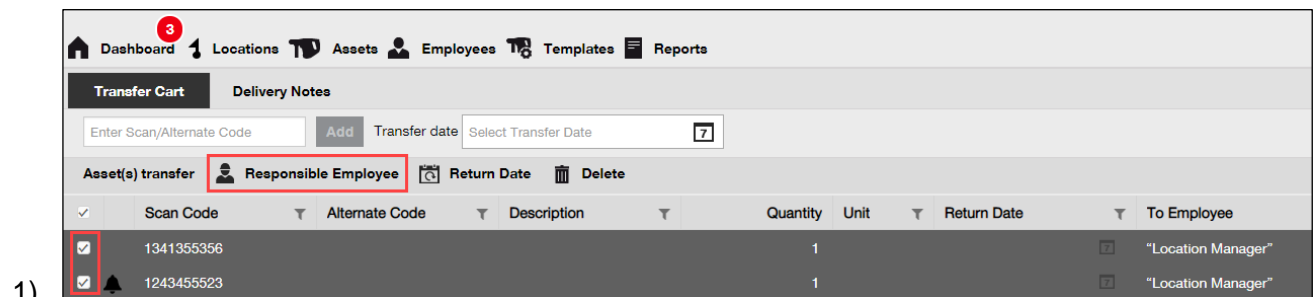 3
Dashboard Locations Assets Employees Templates Reports
Transfer Cart Delivery Notes
Enter Scan/Alternate Code Add Transfer date Select Transfer Date 7
Asset(s) transfer Responsible Employee Return Date Delete
Scan Code Alternate Code Description Quantity Unit Return Date To Employee
1341355356 1 7 "Location Manager"
1) 1243455523 1 7 "Location Manager"